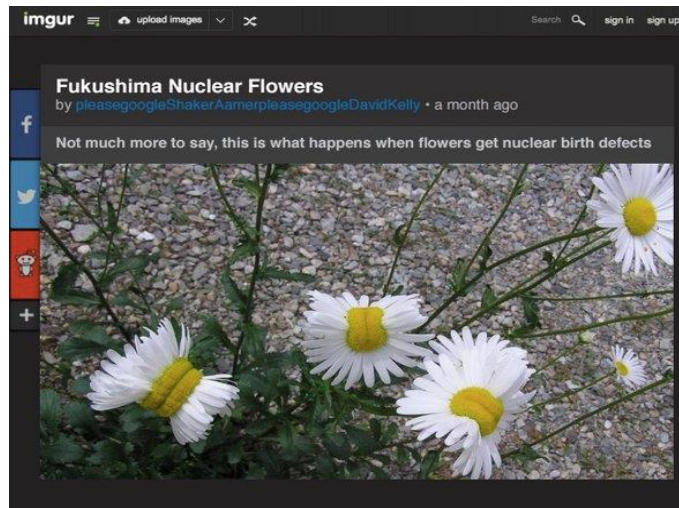 imgur upload images Search sign in sign up
Fukushima Nuclear Flowers
by pleasegoogleShakerAamerpleasegoogleDavidKelly • a month ago
Not much more to say, this is what happens when flowers get nuclear birth defects